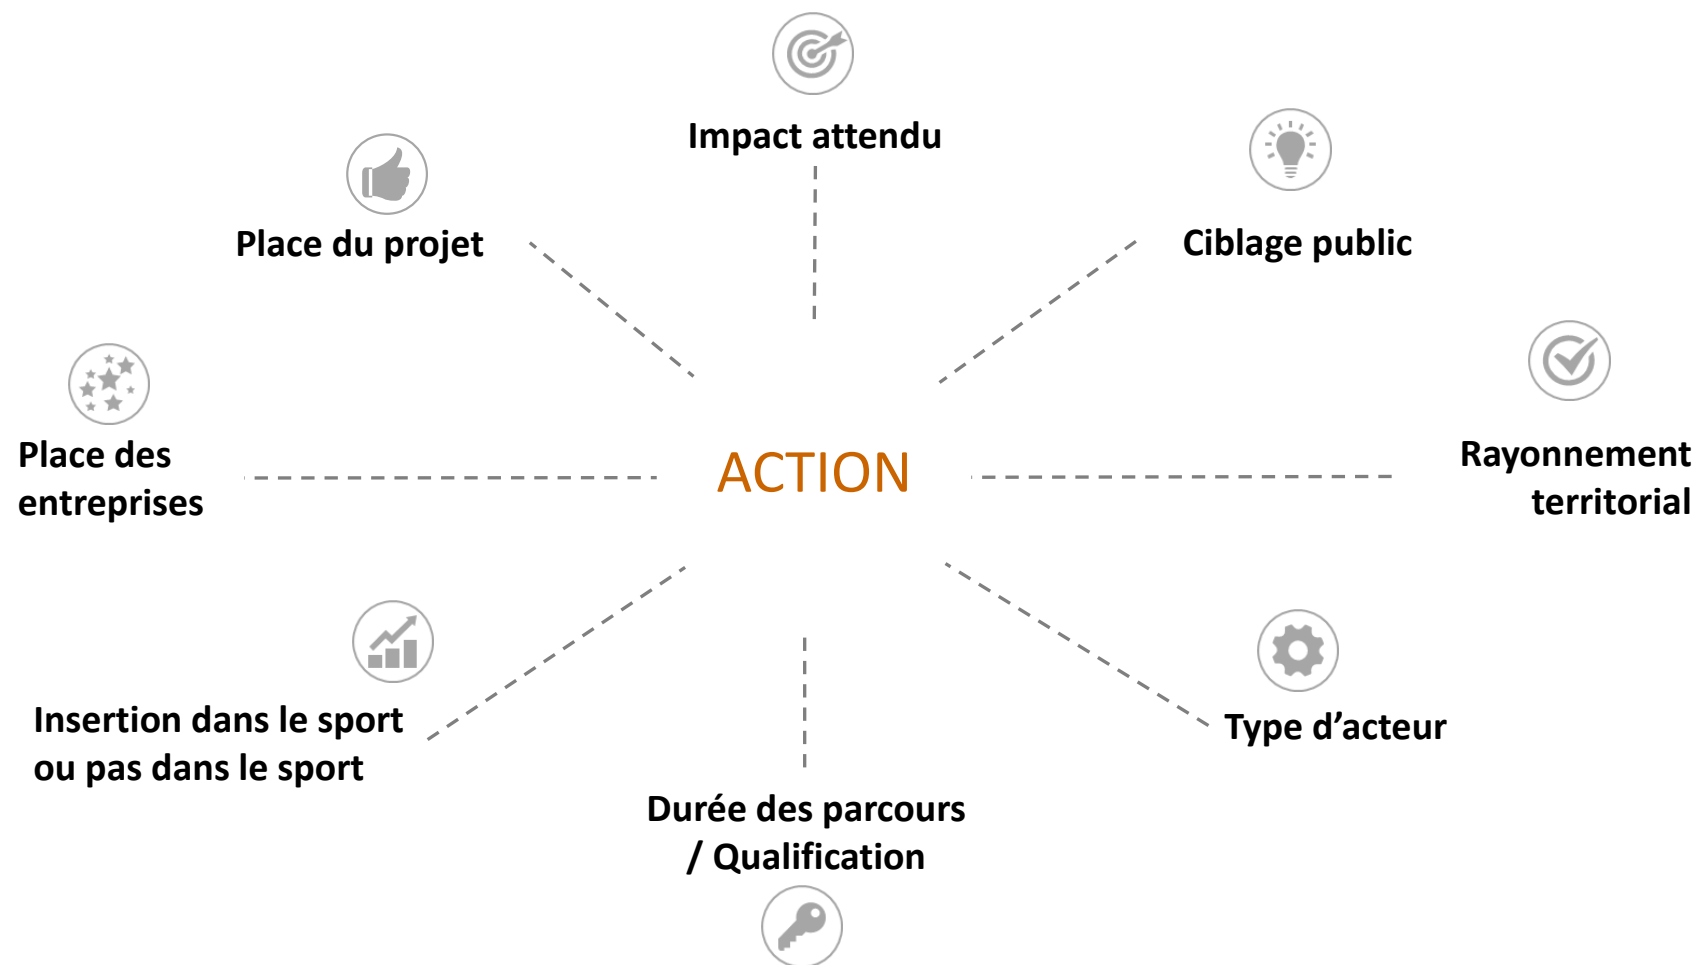 Impact attendu
Place du projet
Ciblage public
Place des
entreprises
ACTION
Rayonnement
territorial
Insertion dans le sport
ou pas dans le sport
Type d’acteur
Durée des parcours
/ Qualification